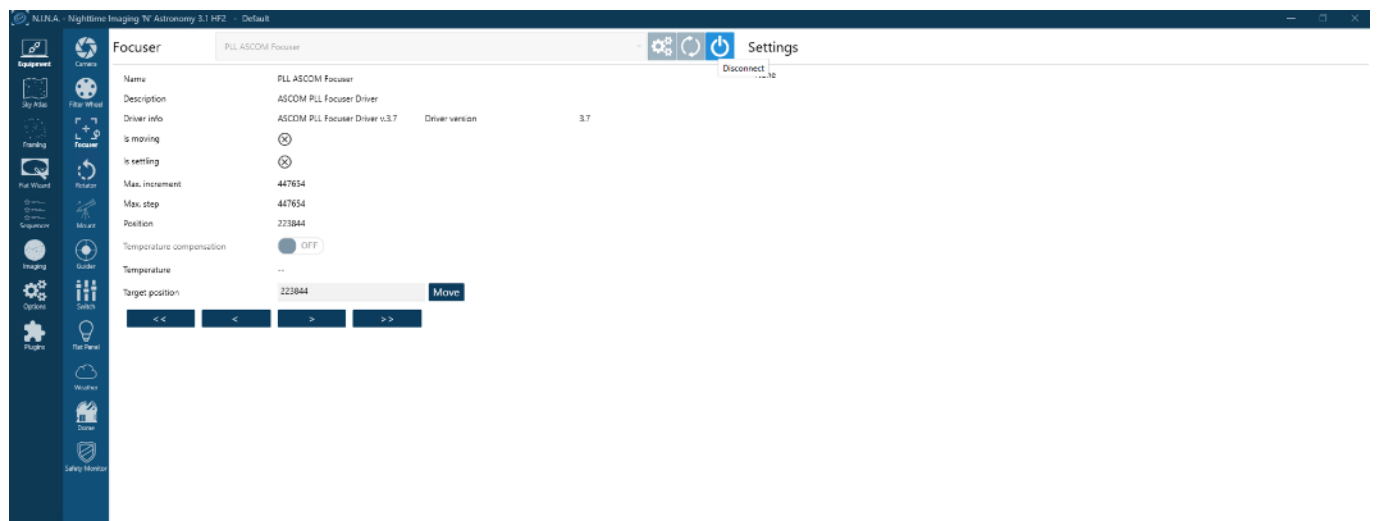 N.I.N.A. - Nighttime Imaging 'N' Astronomy 3.1 HF2 - Default
Equipment
Sky Atlas
Framing
Flat Wizard
Sequencer
Imaging
Options
Plugins
Camera
Filter Wheel
Focuser
Rotator
Mount
Guider
Switch
Flat Panel
Weather
Dome
Safety Monitor
Focuser PLL ASCOM Focuser
Name PLL ASCOM Focuser
Description ASCOM PLL Focuser Driver
Driver info ASCOM PLL Focuser Driver v.3.7 Driver version 3.7
Is moving
Is settling
Max. increment 447654
Max. step 447654
Position 223844
Temperature compensation OFF
Temperature --
Target position 223844 Move
<< < > >>
Settings
Disconnect